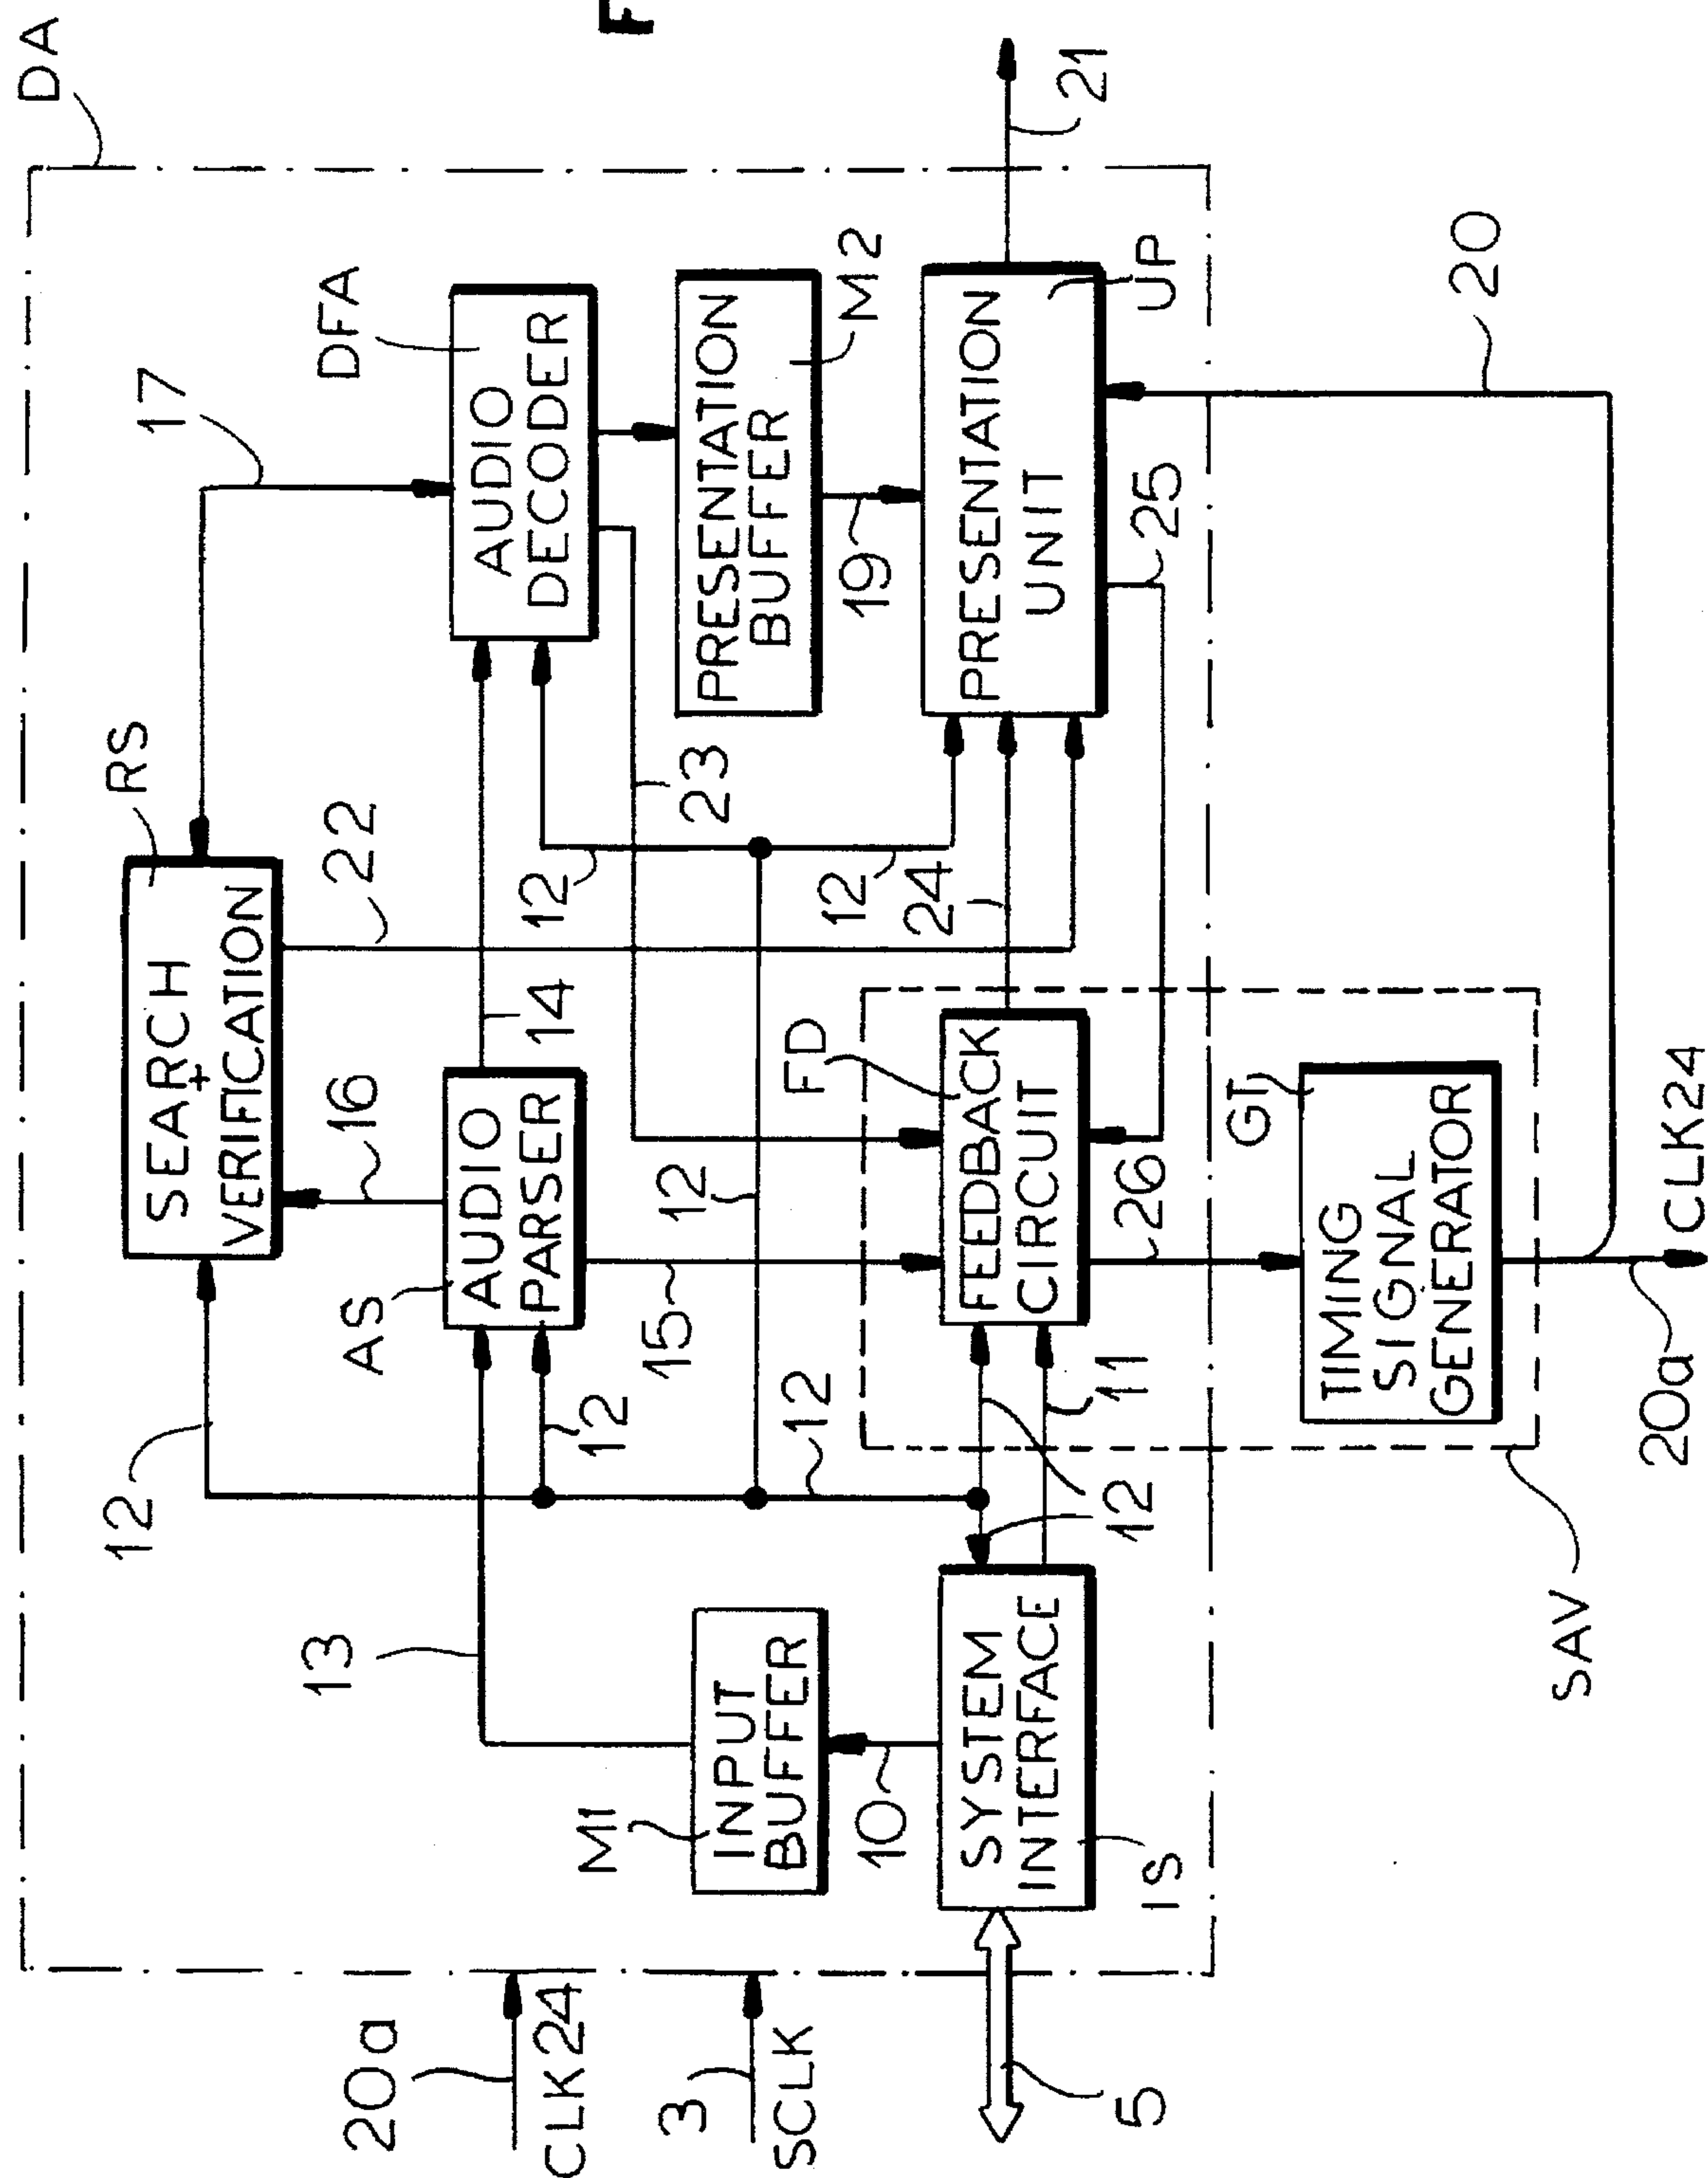 F
DA
17
DFA
RS
AUDIO
DECODER
22
SEARCH
+
VERIFICATION
16
14
AUDIO
PARSER
AS
12
12
12
12
23
PRESENTATION
BUFFER
M2
12
12
13
15
19
24
FD
FEEDBACK
CIRCUIT
PRESENTATION
UNIT
UP
21
M1
INPUT
BUFFER
10
11
12
26
25
SYSTEM
INTERFACE
IS
GT
TIMING
SIGNAL
GENERATOR
20
SAV
20a
CLK24
20a
CLK24
3
SCLK
5